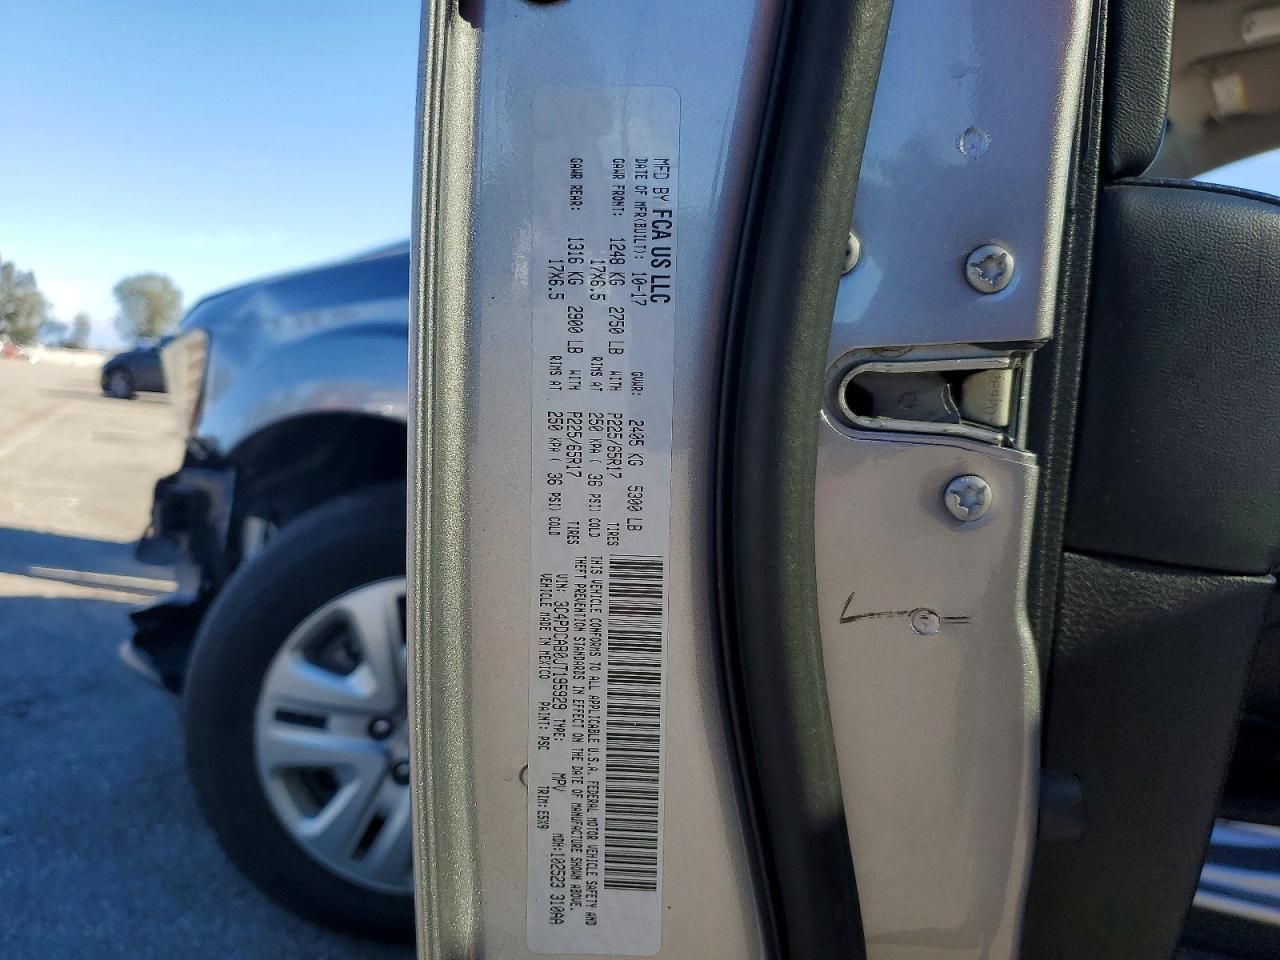 MFD BY FCA US LLC
DATE OF MFR(BUILT): 10-17 GVWR: 2405 KG 5300 LB
GAWR FRONT: 1248 KG 2750 LB WITH P225/65R17 TIRES
17X6.5 RIMS AT 250 KPA ( 36 PSI) COLD
GAWR REAR: 1316 KG 2900 LB WITH P225/65R17 TIRES
17X6.5 RIMS AT 250 KPA ( 36 PSI) COLD
THIS VEHICLE CONFORMS TO ALL APPLICABLE U.S.A. FEDERAL MOTOR VEHICLE SAFETY AND
THEFT PREVENTION STANDARDS IN EFFECT ON THE DATE OF MANUFACTURE SHOWN ABOVE.
VIN: 3C4PDCAB0JT195929 TYPE: MPV MDH:102523 310AA
VEHICLE MADE IN MEXICO PAINT: PSC TRIM: E5X9